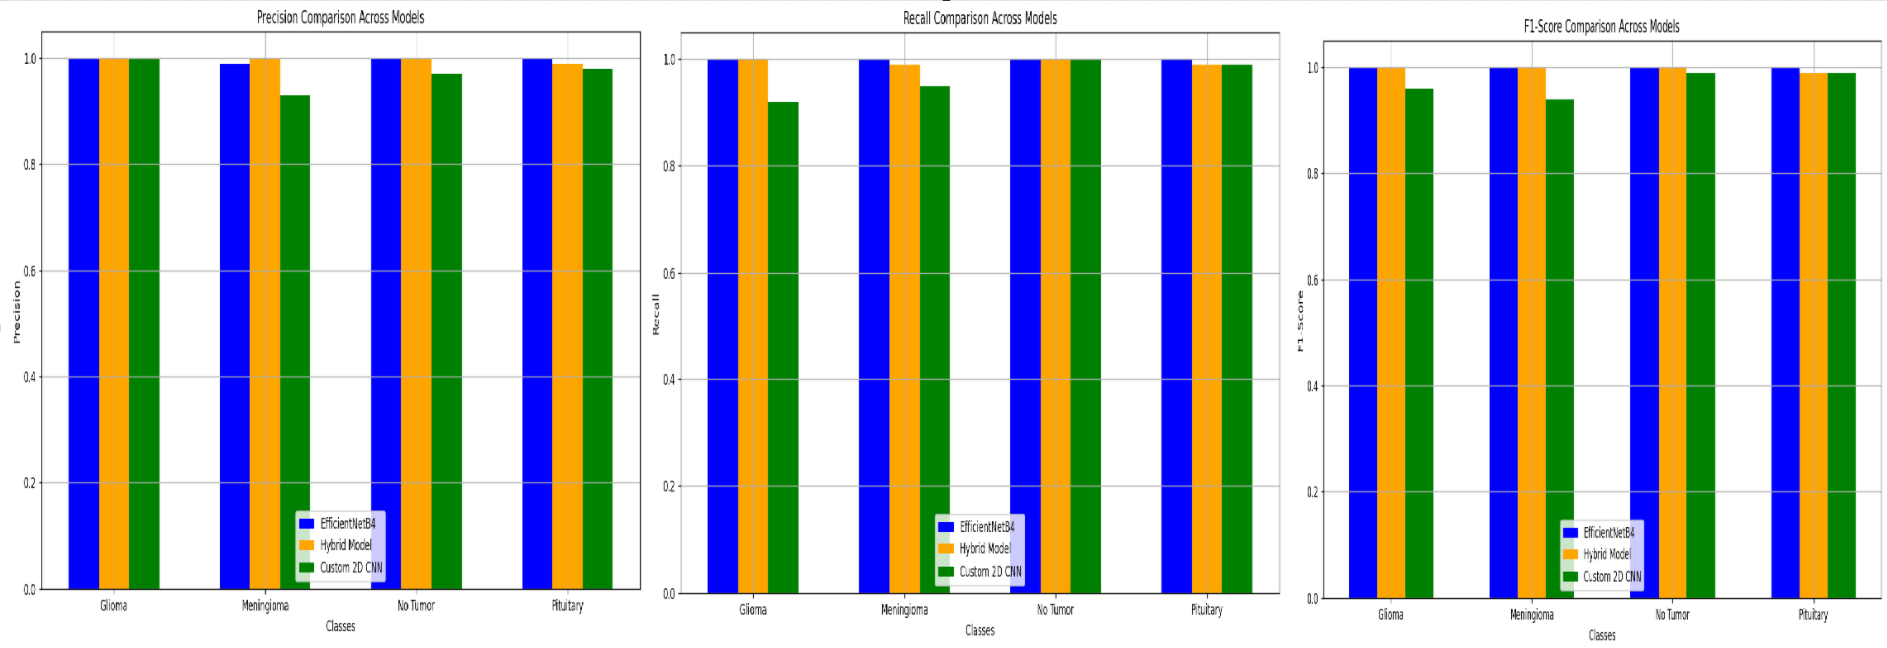 Precision Comparison Across Models
1.0
0.8
0.6
0.4
0.2
0.0
Precision
EfficientNetB4
Hybrid Model
Custom 2D CNN
Glioma
Meningioma
No Tumor
Pituitary
Classes
Recall Comparison Across Models
1.0
0.8
0.6
0.4
0.2
0.0
Recall
EfficientNetB4
Hybrid Model
Custom 2D CNN
Glioma
Meningioma
No Tumor
Pituitary
Classes
F1-Score Comparison Across Models
1.0
0.8
0.6
0.4
0.2
0.0
F1-Score
EfficientNetB4
Hybrid Model
Custom 2D CNN
Glioma
Meningioma
No Tumor
Pituitary
Classes